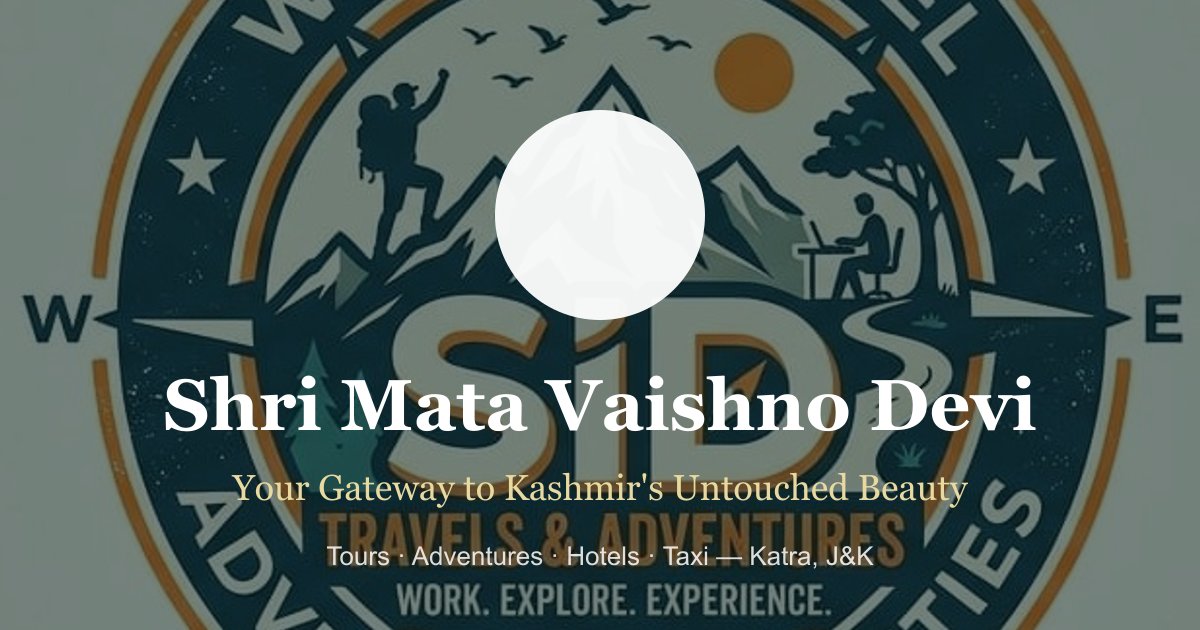 W
E
SiD
Shri Mata Vaishno Devi
Your Gateway to Kashmir's Untouched Beauty
TRAVELS & ADVENTURES
Tours · Adventures · Hotels · Taxi — Katra, J&K
WORK. EXPLORE. EXPERIENCE.